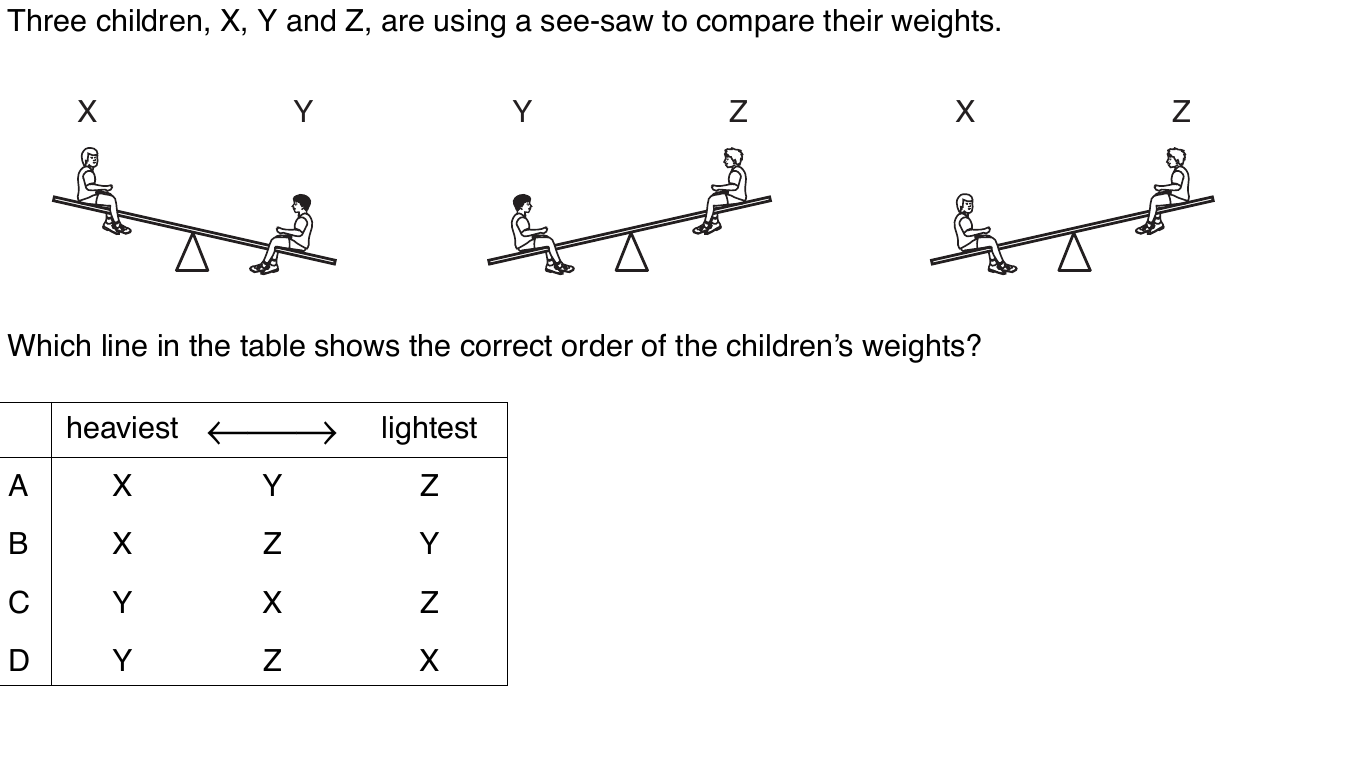 Three children, X, Y and Z, are using a see-saw to compare their weights.
X Y Y Z X Z
Which line in the table shows the correct order of the children’s weights?
heaviest ⟷ lightest
A X Y Z
B X Z Y
C Y X Z
D Y Z X